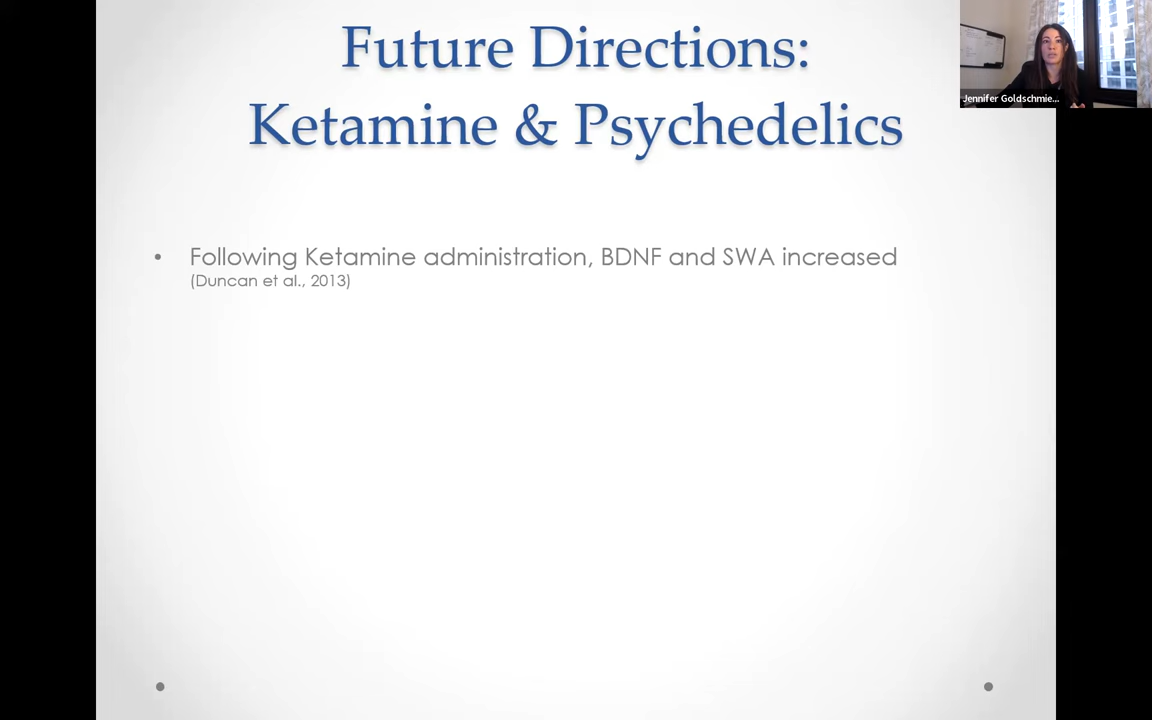 Future Directions:
Ketamine & Psychedelics
Jennifer Goldschmie...
• Following Ketamine administration, BDNF and SWA increased
(Duncan et al., 2013)